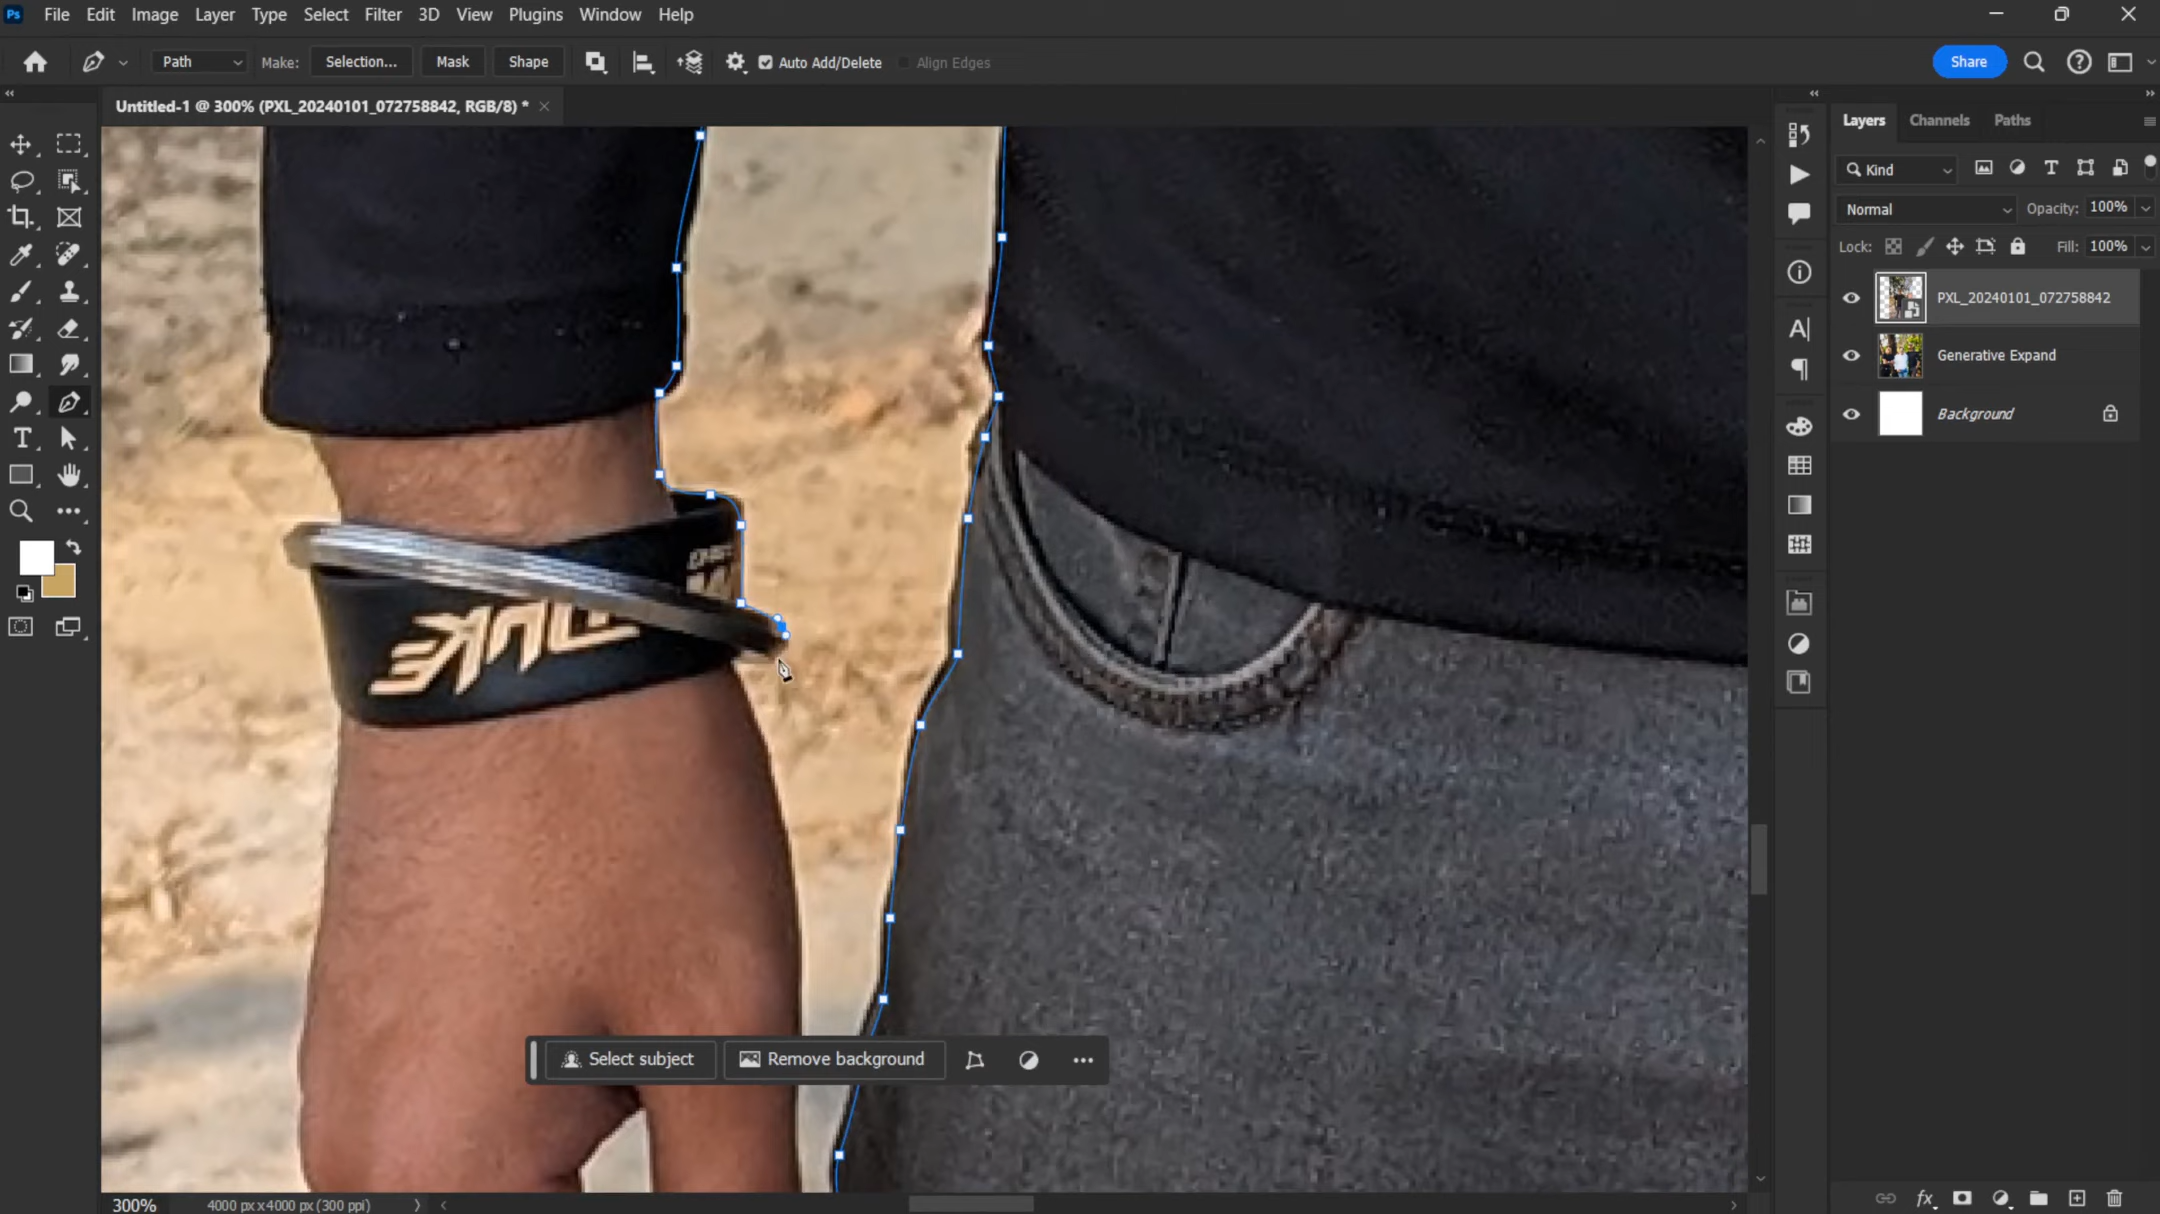 Ps File Edit Image Layer Type Select Filter 3D View Plugins Window Help
Path Make: Selection... Mask Shape Auto Add/Delete Align Edges Share
Untitled-1 @ 300% (PXL_20240101_072758842, RGB/8) *
Layers Channels Paths
Kind
Normal Opacity: 100%
Lock: Fill: 100%
PXL_20240101_072758842
Generative Expand
Background
Select subject Remove background
300% 4000 px x 4000 px (300 ppi)